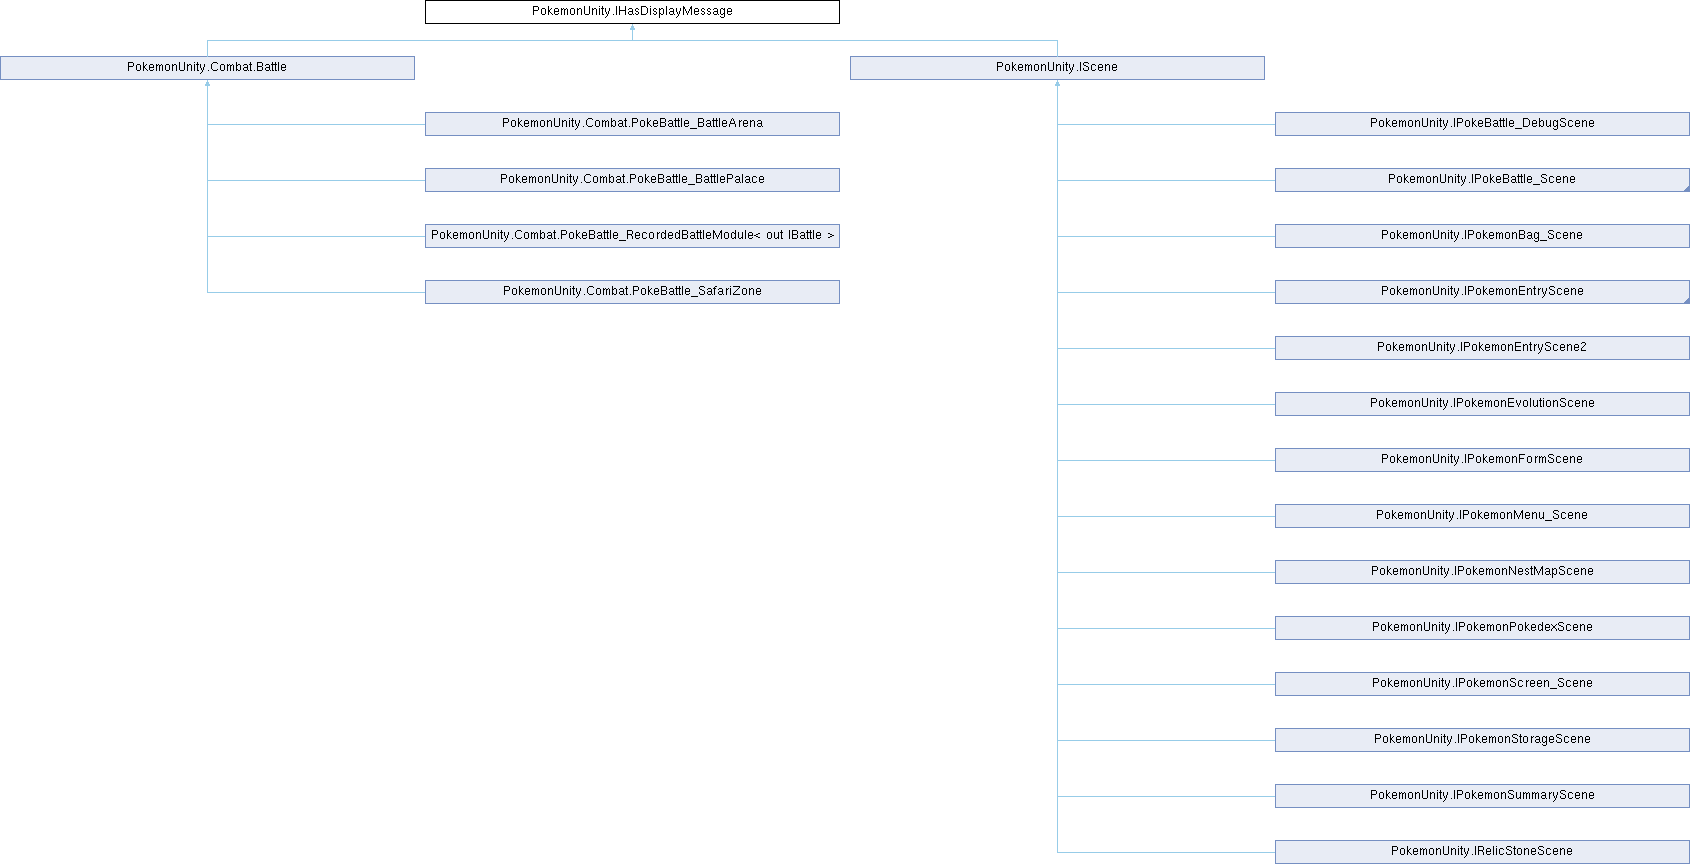 PokemonUnity.IHasDisplayMessage
PokemonUnity.Combat.Battle
PokemonUnity.IScene
PokemonUnity.Combat.PokeBattle_BattleArena
PokemonUnity.IPokeBattle_DebugScene
PokemonUnity.Combat.PokeBattle_BattlePalace
PokemonUnity.IPokeBattle_Scene
PokemonUnity.Combat.PokeBattle_RecordedBattleModule< out IBattle >
PokemonUnity.IPokemonBag_Scene
PokemonUnity.Combat.PokeBattle_SafariZone
PokemonUnity.IPokemonEntryScene
PokemonUnity.IPokemonEntryScene2
PokemonUnity.IPokemonEvolutionScene
PokemonUnity.IPokemonFormScene
PokemonUnity.IPokemonMenu_Scene
PokemonUnity.IPokemonNestMapScene
PokemonUnity.IPokemonPokedexScene
PokemonUnity.IPokemonScreen_Scene
PokemonUnity.IPokemonStorageScene
PokemonUnity.IPokemonSummaryScene
PokemonUnity.IRelicStoneScene